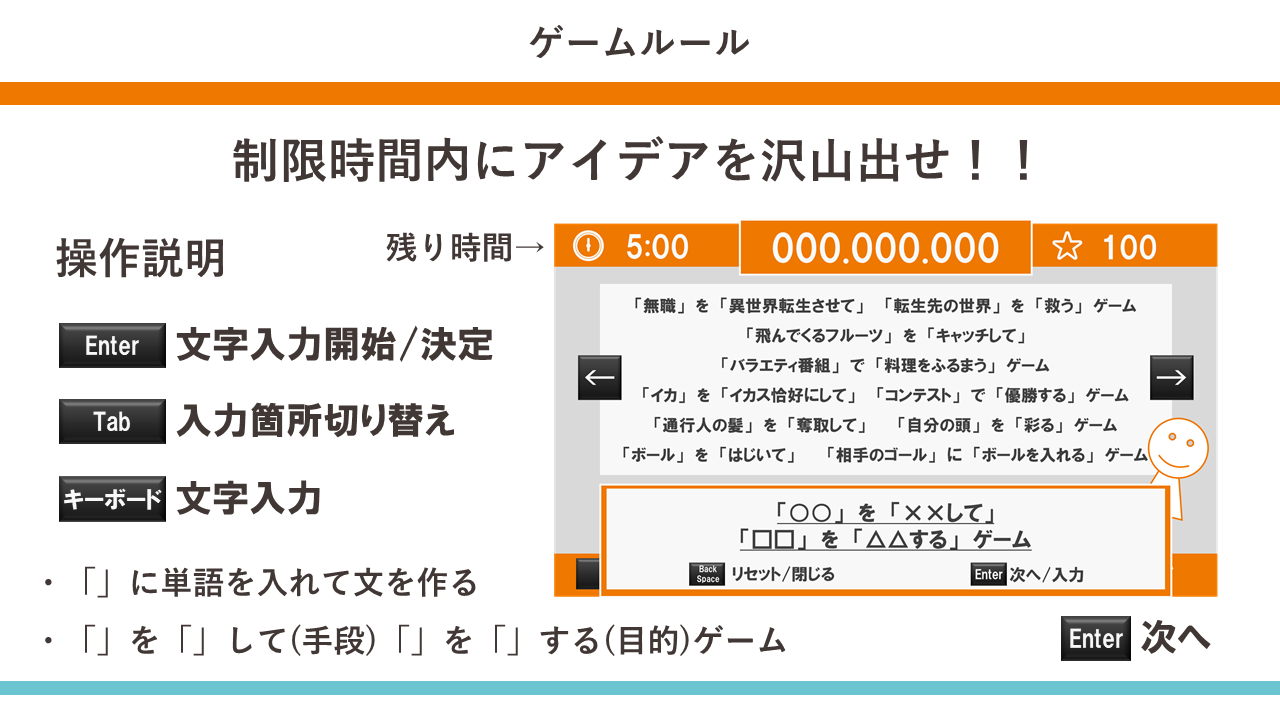 ゲームルール
制限時間内にアイデアを沢山出せ！！
操作説明
残り時間→
Enter 文字入力開始/決定
Tab 入力箇所切り替え
キーボード 文字入力
・「」に単語を入れて文を作る
・「」を「」して(手段)「」を「」する(目的)ゲーム
5:00 000.000.000 100
「無職」を「異世界転生させて」「転生先の世界」を「救う」ゲーム
「飛んでくるフルーツ」を「キャッチして」
「バラエティ番組」で「料理をふるまう」ゲーム
← →
「イカ」を「イカス恰好にして」「コンテスト」で「優勝する」ゲーム
「通行人の髪」を「奪取して」 「自分の頭」を「彩る」ゲーム
「ボール」を「はじいて」 「相手のゴール」に「ボールを入れる」ゲーム
「○○」を「××して」
「□□」を「△△する」ゲーム
Back Space リセット/閉じる Enter 次へ/入力
Enter 次へ